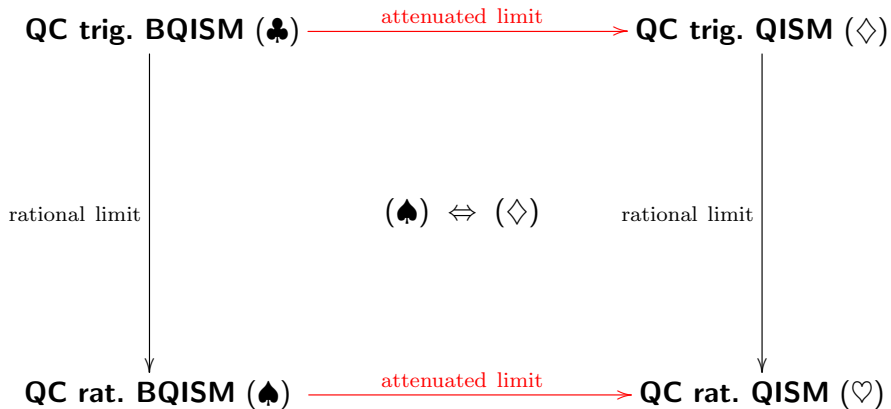 QC trig. BQISM (♣) attenuated limit QC trig. QISM (♢)
rational limit (♠) ⇔ (♢) rational limit
QC rat. BQISM (♠) attenuated limit QC rat. QISM (♡)